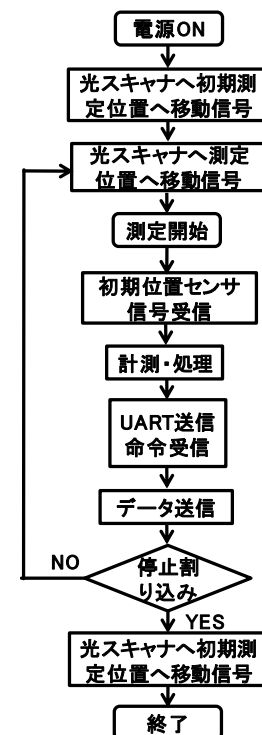 電源ON
光スキャナへ初期測
定位置へ移動信号
光スキャナへ測定
位置へ移動信号
測定開始
初期位置センサ
信号受信
計測・処理
UART送信
命令受信
データ送信
NO
停止割
り込み
YES
光スキャナへ初期測
定位置へ移動信号
終了